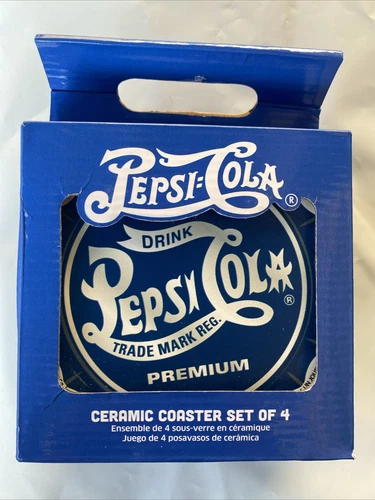 PEPSI=COLA®
DRINK
PEPSI COLA®
TRADE MARK REG.
PREMIUM
CERAMIC COASTER SET OF 4
Ensemble de 4 sous-verre en céramique
Juego de 4 posavasos de cerámica